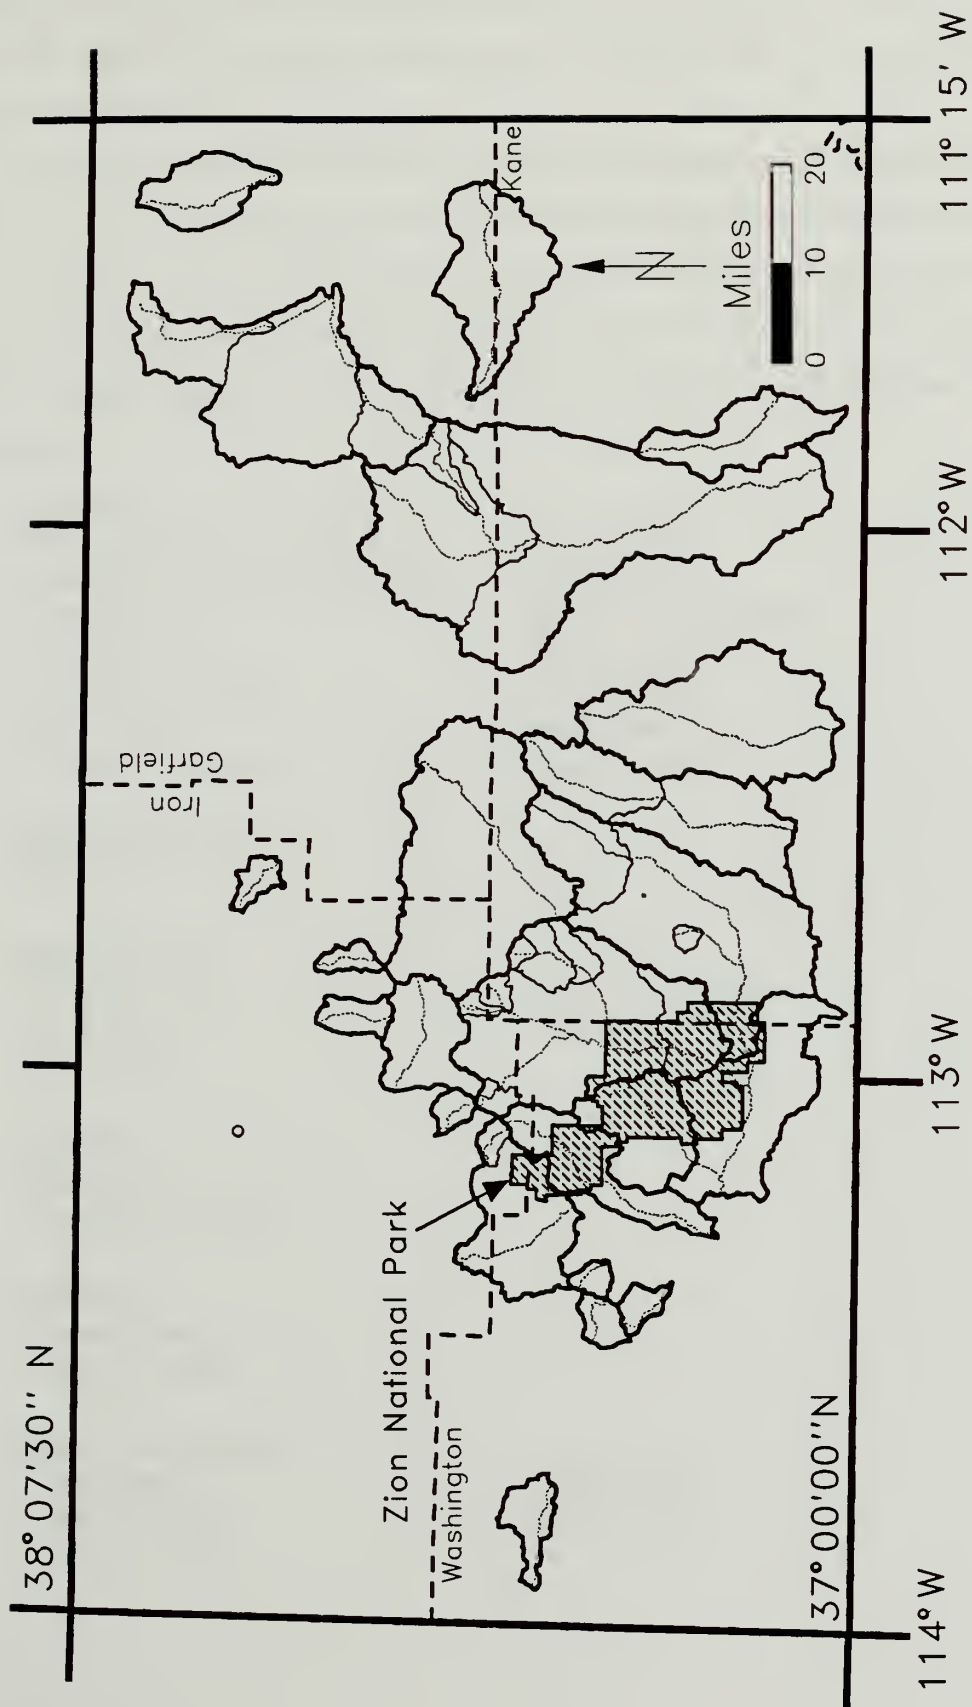 38° 07'30'' N
Garfield
Iron
Zion National Park
Washington
Kane
N
Miles
0 10 20
37° 00'00''N
114° W
113° W
112° W
111° 15' W